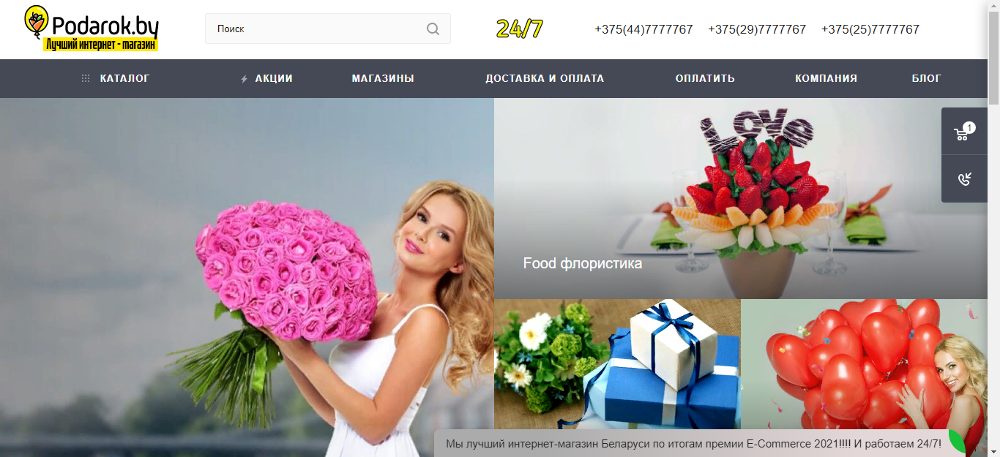 Podarok.by
Лучший интернет - магазин
Поиск
24/7
+375(44)7777767 +375(29)7777767 +375(25)7777767
КАТАЛОГ АКЦИИ МАГАЗИНЫ ДОСТАВКА И ОПЛАТА ОПЛАТИТЬ КОМПАНИЯ БЛОГ
LOVE
1
Food флористика
Мы лучший интернет-магазин Беларуси по итогам премии E-Commerce 2021!!!! И работаем 24/7!